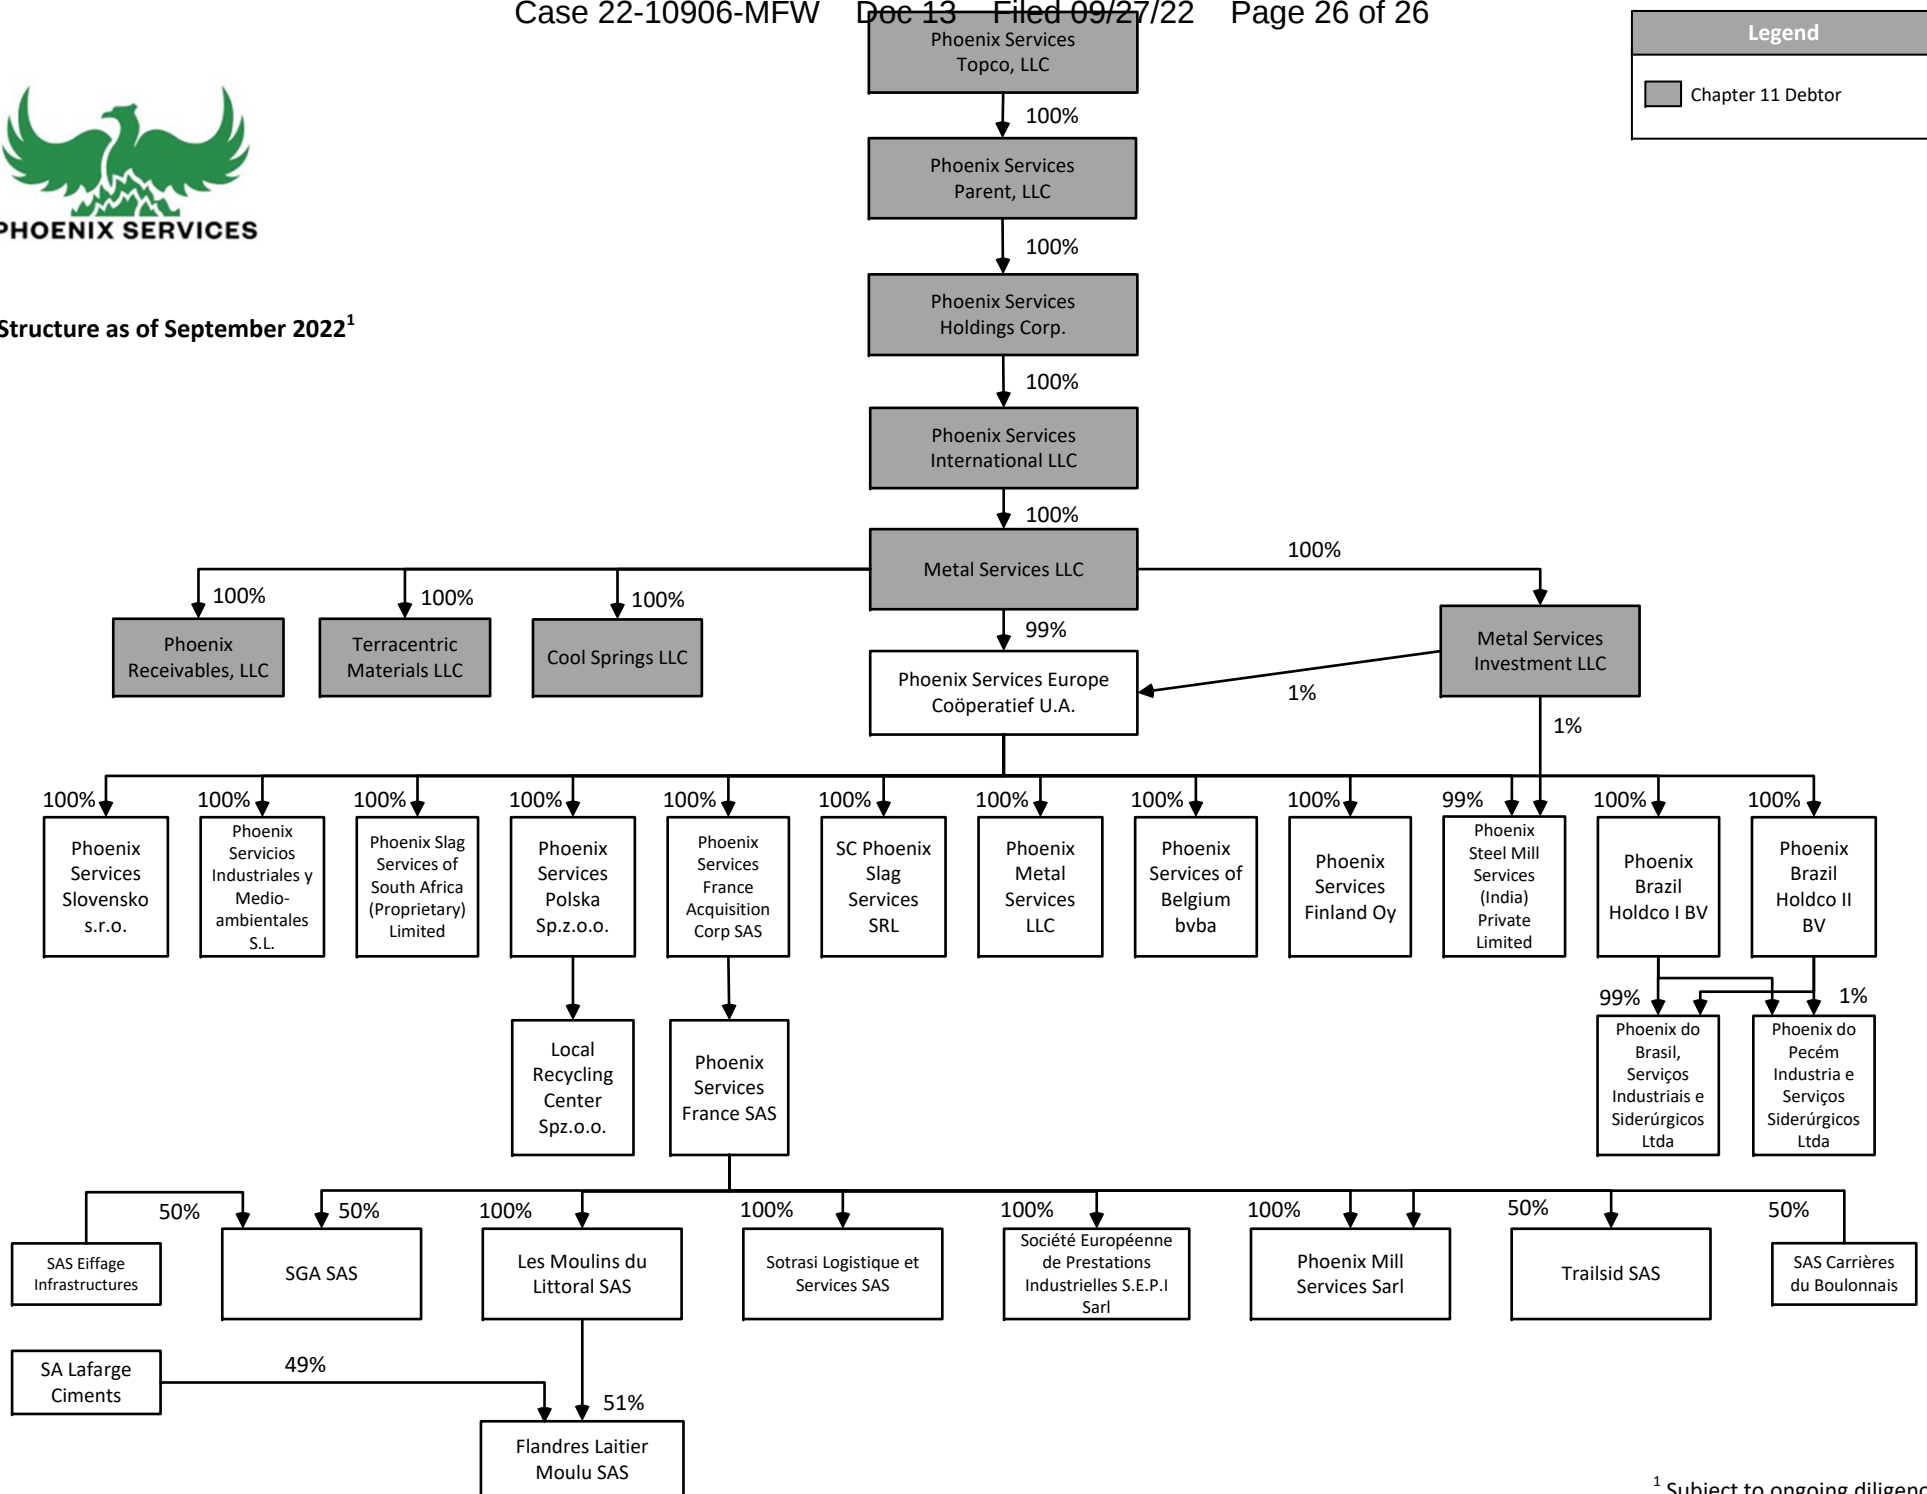 Case 22-10906-MFW Doc 13 Filed 09/27/22 Page 26 of 26
Legend
Chapter 11 Debtor
PHOENIX SERVICES
Structure as of September 2022¹
Phoenix Services
Topco, LLC
100%
Phoenix Services
Parent, LLC
100%
Phoenix Services
Holdings Corp.
100%
Phoenix Services
International LLC
100%
Metal Services LLC
100%
100%
100%
100%
99%
Phoenix
Receivables, LLC
Terracentric
Materials LLC
Cool Springs LLC
Phoenix Services Europe
Coöperatief U.A.
Metal Services
Investment LLC
1%
1%
100%
100%
100%
100%
100%
100%
100%
100%
100%
99%
100%
100%
Phoenix
Services
Slovensko
s.r.o.
Phoenix
Servicios
Industriales y
Medio-
ambientales
S.L.
Phoenix Slag
Services of
South Africa
(Proprietary)
Limited
Phoenix
Services
Polska
Sp.z.o.o.
Phoenix
Services
France
Acquisition
Corp SAS
SC Phoenix
Slag
Services
SRL
Phoenix
Metal
Services
LLC
Phoenix
Services of
Belgium
bvba
Phoenix
Services
Finland Oy
Phoenix
Steel Mill
Services
(India)
Private
Limited
Phoenix
Brazil
Holdco I BV
Phoenix
Brazil
Holdco II
BV
99%
1%
Local
Recycling
Center
Spz.o.o.
Phoenix
Services
France SAS
Phoenix do
Brasil,
Serviços
Industriais e
Siderúrgicos
Ltda
Phoenix do
Pecém
Industria e
Serviços
Siderúrgicos
Ltda
50%
50%
100%
100%
100%
100%
50%
50%
SAS Eiffage
Infrastructures
SGA SAS
Les Moulins du
Littoral SAS
Sotrasi Logistique et
Services SAS
Société Européenne
de Prestations
Industrielles S.E.P.I
Sarl
Phoenix Mill
Services Sarl
Trailsid SAS
SAS Carrières
du Boulonnais
SA Lafarge
Ciments
49%
51%
Flandres Laitier
Moulu SAS
¹ Subject to ongoing diligenc